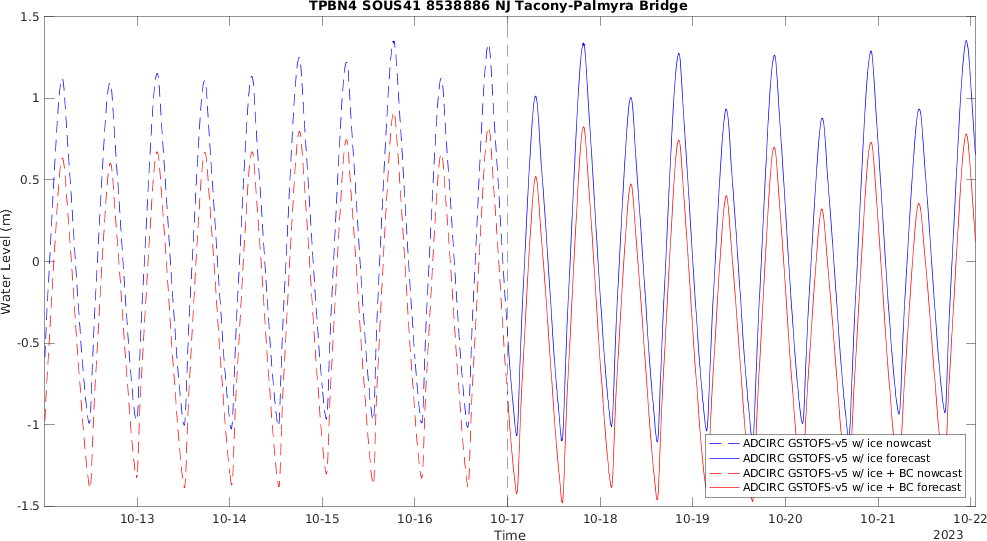 TPBN4 SOUS41 8538886 NJ Tacony-Palmyra Bridge
Water Level (m)
1.5
1
0.5
0
-0.5
-1
-1.5
10-13
10-14
10-15
10-16
10-17
10-18
10-19
10-20
10-21
10-22
Time
2023
ADCIRC GSTOFS-v5 w/ ice nowcast
ADCIRC GSTOFS-v5 w/ ice forecast
ADCIRC GSTOFS-v5 w/ ice + BC nowcast
ADCIRC GSTOFS-v5 w/ ice + BC forecast